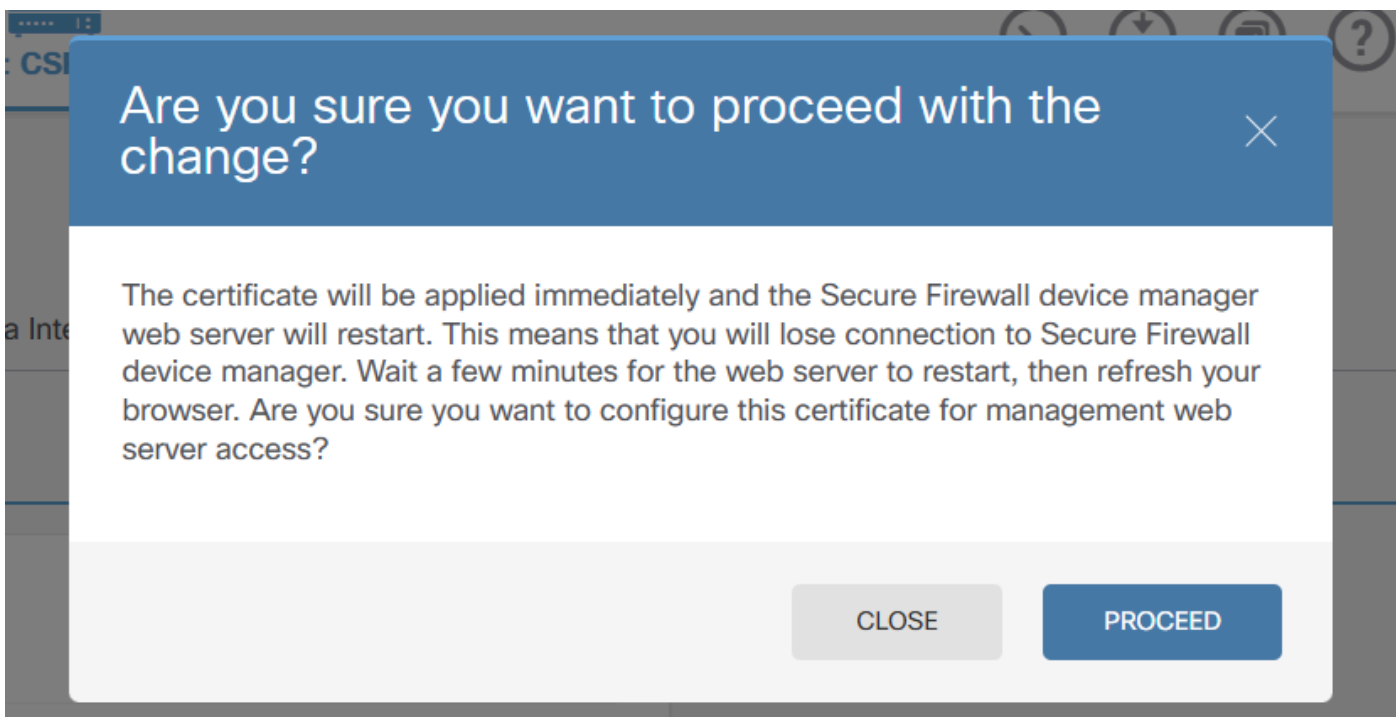 : CSI
?
Are you sure you want to proceed with the
change?
The certificate will be applied immediately and the Secure Firewall device manager
a Inte
web server will restart. This means that you will lose connection to Secure Firewall
device manager. Wait a few minutes for the web server to restart, then refresh your
browser. Are you sure you want to configure this certificate for management web
server access?
CLOSE
PROCEED